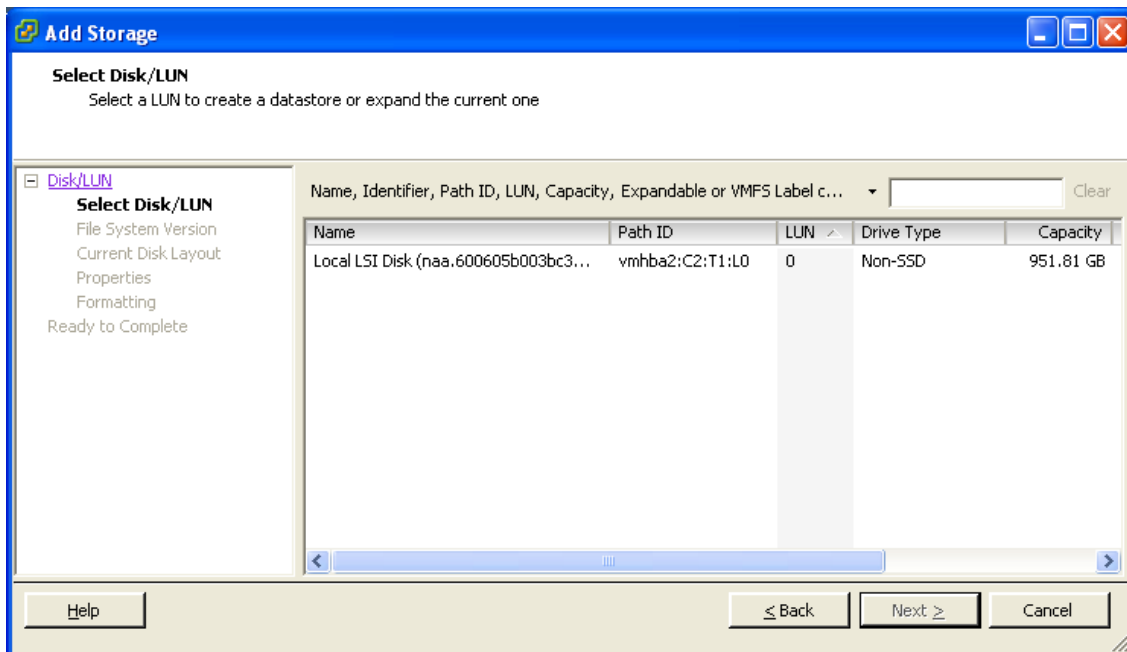 Add Storage
Select Disk/LUN
Select a LUN to create a datastore or expand the current one
Disk/LUN
Select Disk/LUN
File System Version
Current Disk Layout
Properties
Formatting
Ready to Complete
Name, Identifier, Path ID, LUN, Capacity, Expandable or VMFS Label c... Clear
Name Path ID LUN Drive Type Capacity
Local LSI Disk (naa.600605b003bc3... vmhba2:C2:T1:L0 0 Non-SSD 951.81 GB
Help ≤ Back Next ≥ Cancel